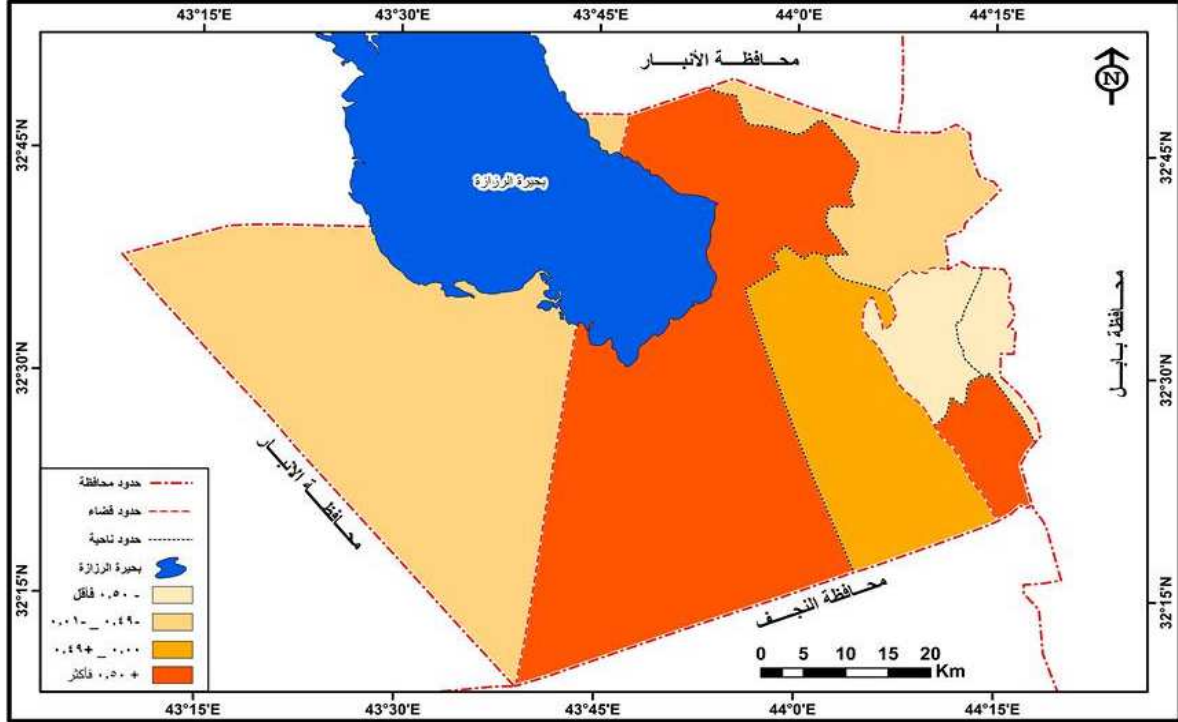 43°15'E 43°30'E 43°45'E 44°0'E 44°15'E
محافظة الأنبار
N
32°45'N 32°45'N
بحيرة الرزازة
محافظة بابل
32°30'N 32°30'N
محافظة الأنبار
حدود محافظة
حدود قضاء
حدود ناحية
بحيرة الرزازة
- ٠.٥٠ فأقل
-٠.٤٩ _ -٠.٠١
٠.٠٠ _ +٠.٤٩
+ ٠.٥٠ فأكثر
32°15'N 32°15'N
محافظة النجف
0 5 10 15 20
Km
43°15'E 43°30'E 43°45'E 44°0'E 44°15'E